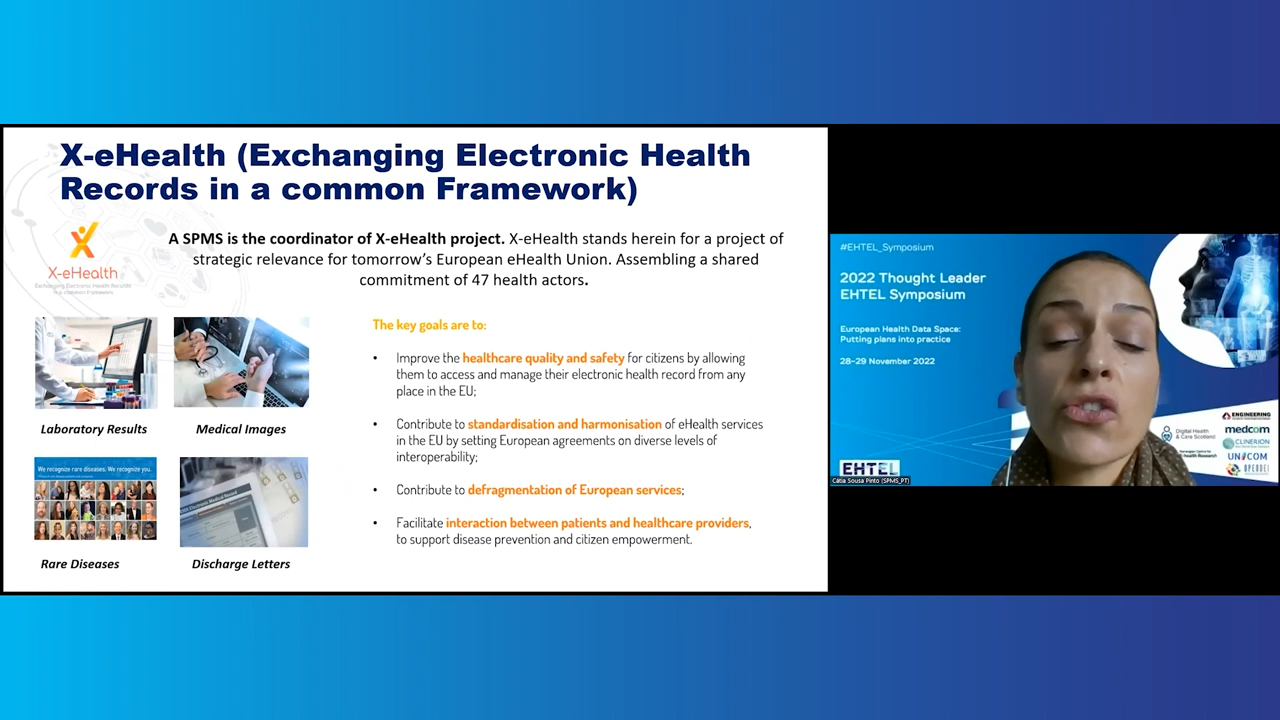 X-eHealth (Exchanging Electronic Health
Records in a common Framework)
X-eHealth
Exchanging Electronic Health Records
in a common Framework
A SPMS is the coordinator of X-eHealth project. X-eHealth stands herein for a project of
strategic relevance for tomorrow's European eHealth Union. Assembling a shared
commitment of 47 health actors.
Laboratory Results
Medical Images
We recognize rare diseases. We recognize you.
Rare Diseases
Discharge Letters
The key goals are to:
• Improve the healthcare quality and safety for citizens by allowing
them to access and manage their electronic health record from any
place in the EU;
• Contribute to standardisation and harmonisation of eHealth services
in the EU by setting European agreements on diverse levels of
interoperability;
• Contribute to defragmentation of European services;
• Facilitate interaction between patients and healthcare providers,
to support disease prevention and citizen empowerment.
#EHTEL_Symposium
2022 Thought Leader
EHTEL Symposium
European Health Data Space:
Putting plans into practice
28-29 November 2022
ENGINEERING
Digital Health
& Care Scotland
medcom
CLINERION
UNICOM
OPENDEI
EHTEL
Cátia Sousa Pinto (SPMS_PT)